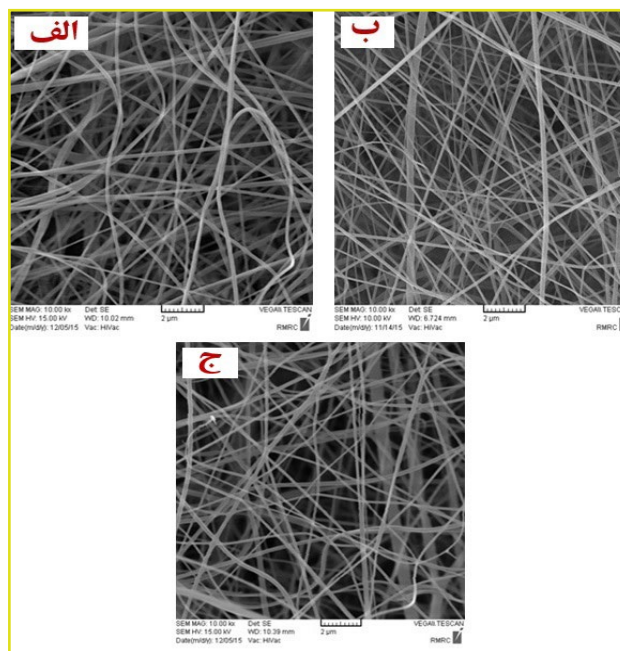 الف
ب
SEM MAG: 10.00 kx Det: SE
SEM HV: 15.00 kV WD: 10.02 mm 2 µm VEGA\\ TESCAN
Date(m/d/y): 12/05/15 Vac: HiVac RMRC
SEM MAG: 10.00 kx Det: SE
SEM HV: 10.00 kV WD: 6.724 mm 2 µm VEGA\\ TESCAN
Date(m/d/y): 11/14/15 Vac: HiVac RMRC
ج
SEM MAG: 10.00 kx Det: SE
SEM HV: 15.00 kV WD: 10.39 mm 2 µm VEGA\\ TESCAN
Date(m/d/y): 12/05/15 Vac: HiVac RMRC